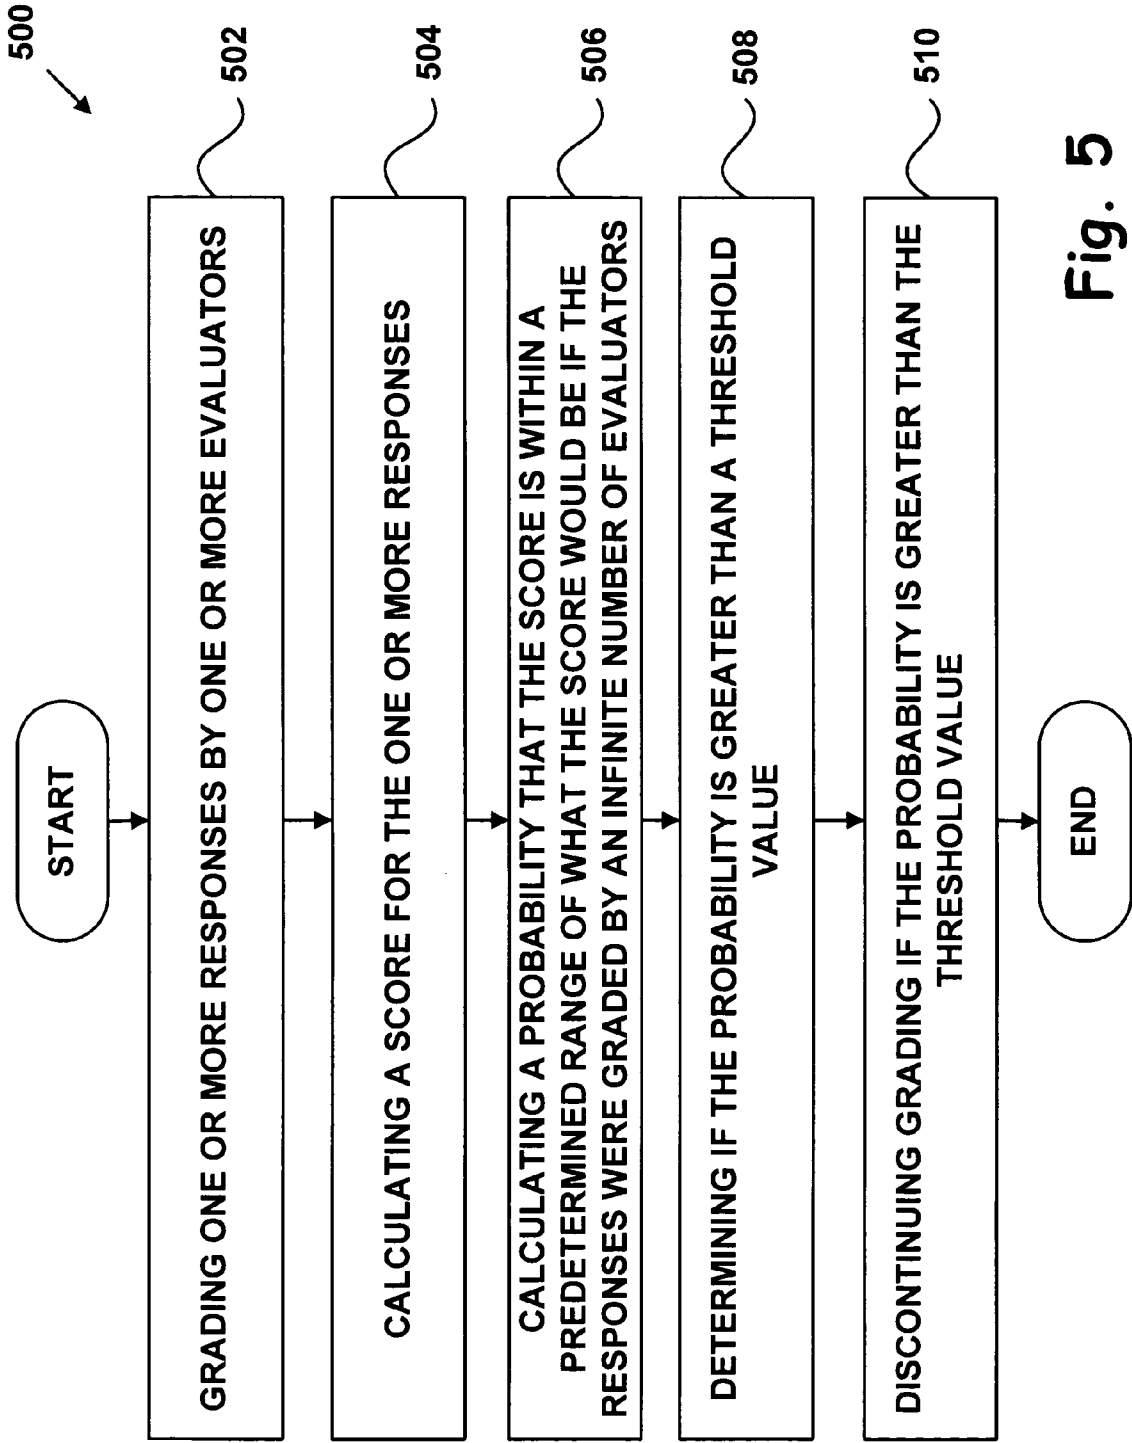 500
START
GRADING ONE OR MORE RESPONSES BY ONE OR MORE EVALUATORS
502
CALCULATING A SCORE FOR THE ONE OR MORE RESPONSES
504
CALCULATING A PROBABILITY THAT THE SCORE IS WITHIN A
PREDETERMINED RANGE OF WHAT THE SCORE WOULD BE IF THE
RESPONSES WERE GRADED BY AN INFINITE NUMBER OF EVALUATORS
506
DETERMINING IF THE PROBABILITY IS GREATER THAN A THRESHOLD
VALUE
508
DISCONTINUING GRADING IF THE PROBABILITY IS GREATER THAN THE
THRESHOLD VALUE
510
END
Fig. 5